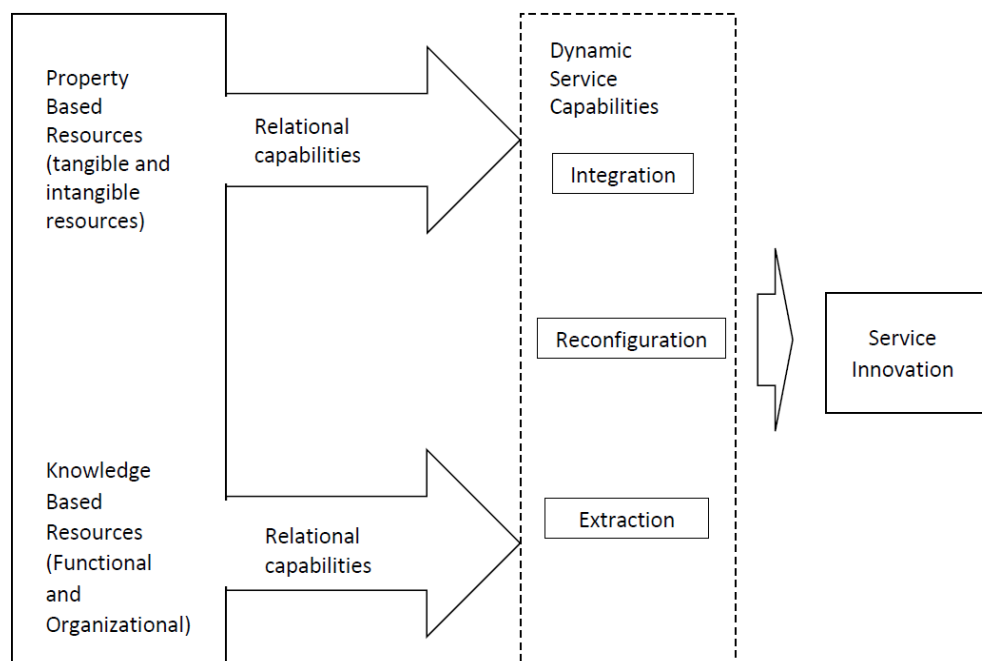 Property
Based
Resources
(tangible and
intangible
resources)
Relational
capabilities
Dynamic
Service
Capabilities
Integration
Reconfiguration
Service
Innovation
Knowledge
Based
Resources
(Functional
and
Organizational)
Relational
capabilities
Extraction